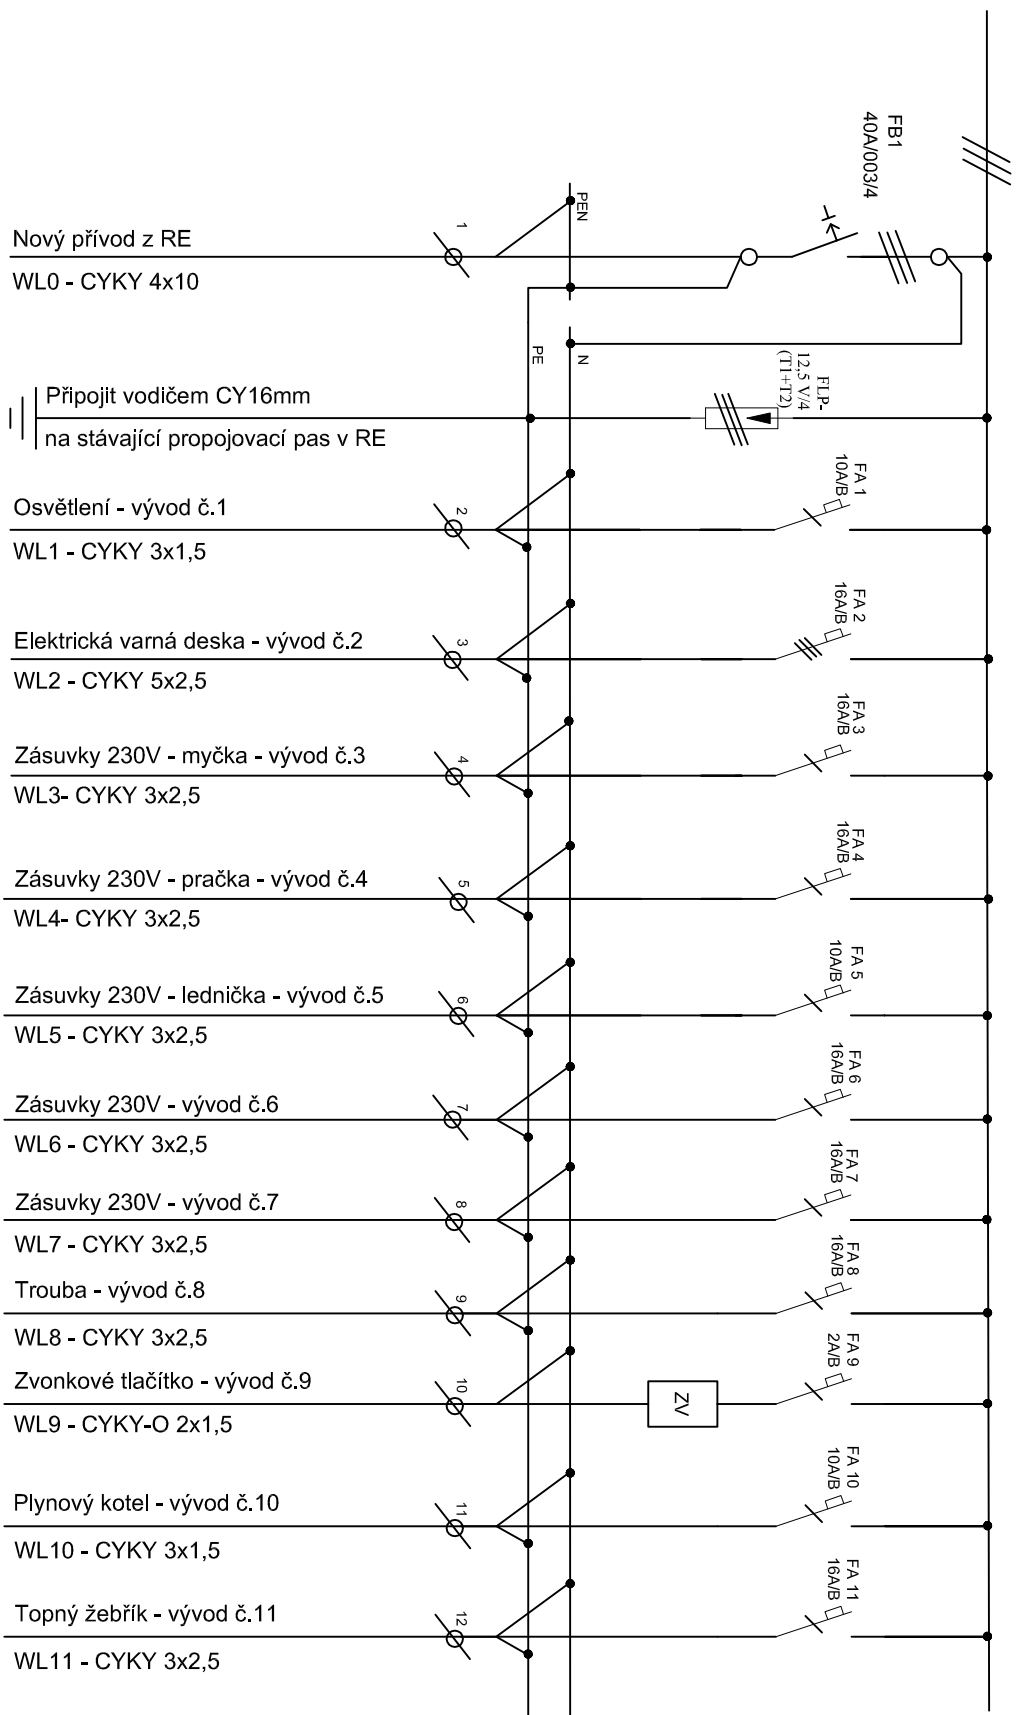 FB1
40A/003/4
PEN
1
Nový přívod z RE
WL0 - CYKY 4x10
PE
N
FLP-
12,5 V/4
(T1+T2)
Připojit vodičem CY16mm
na stávající propojovací pas v RE
FA 1
10A/B
Osvětlení - vývod č.1
2
WL1 - CYKY 3x1,5
FA 2
16A/B
Elektrická varná deska - vývod č.2
3
WL2 - CYKY 5x2,5
FA 3
16A/B
Zásuvky 230V - myčka - vývod č.3
4
WL3- CYKY 3x2,5
FA 4
16A/B
Zásuvky 230V - pračka - vývod č.4
5
WL4- CYKY 3x2,5
FA 5
10A/B
Zásuvky 230V - lednička - vývod č.5
6
WL5 - CYKY 3x2,5
FA 6
16A/B
Zásuvky 230V - vývod č.6
7
WL6 - CYKY 3x2,5
FA 7
16A/B
Zásuvky 230V - vývod č.7
8
WL7 - CYKY 3x2,5
FA 8
16A/B
Trouba - vývod č.8
9
WL8 - CYKY 3x2,5
FA 9
2A/B
Zvonkové tlačítko - vývod č.9
10
ZV
WL9 - CYKY-O 2x1,5
FA 10
10A/B
Plynový kotel - vývod č.10
11
WL10 - CYKY 3x1,5
FA 11
16A/B
Topný žebřík - vývod č.11
12
WL11 - CYKY 3x2,5